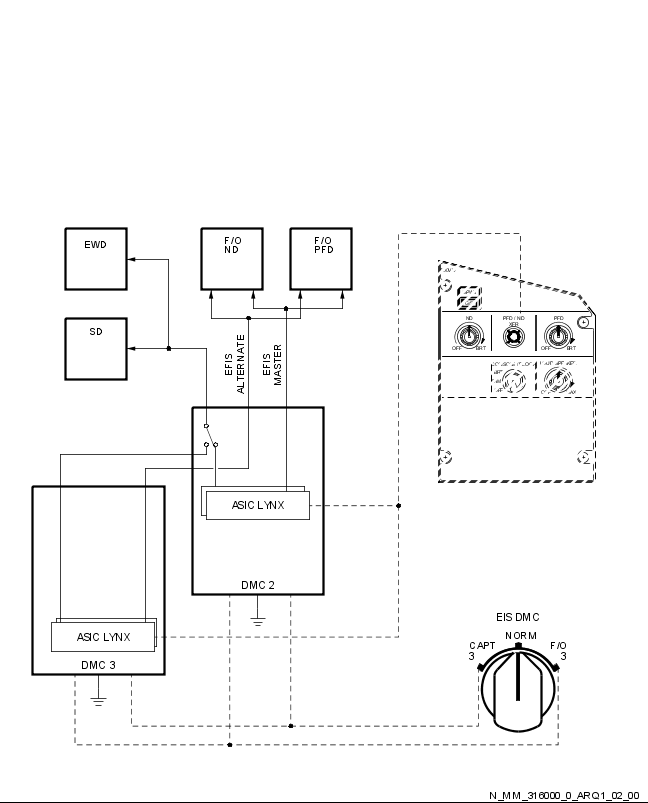 EWD
F/O
ND
F/O
PFD
SD
EFIS
ALTERNATE
EFIS
MASTER
ND
PFD / ND
XFR
PFD
OFF
BRT
OFF
BRT
ASIC LYNX
DMC 2
ASIC LYNX
DMC 3
EIS DMC
NORM
CAPT
3
F/O
3
N_MM_316000_0_ARQ1_02_00